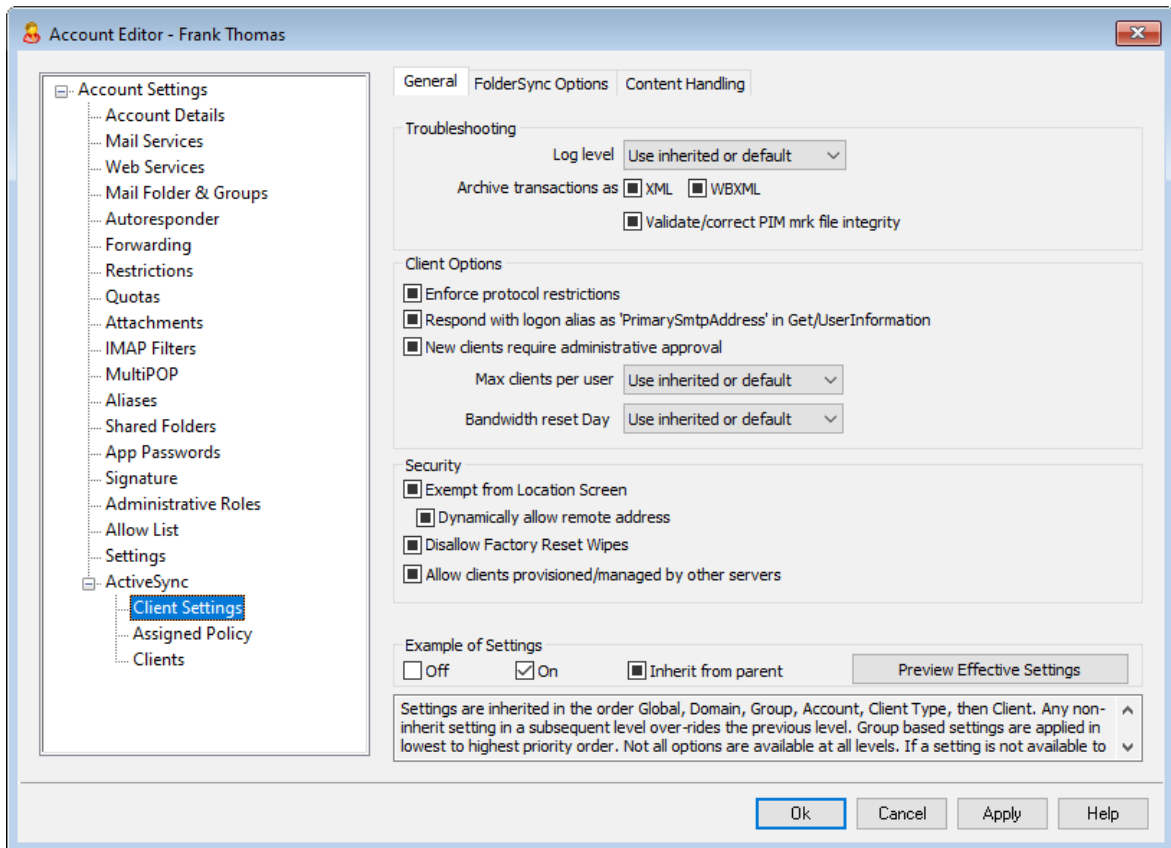 Account Editor - Frank Thomas
Account Settings
Account Details
Mail Services
Web Services
Mail Folder & Groups
Autoresponder
Forwarding
Restrictions
Quotas
Attachments
IMAP Filters
MultiPOP
Aliases
Shared Folders
App Passwords
Signature
Administrative Roles
Allow List
Settings
ActiveSync
Client Settings
Assigned Policy
Clients
General FolderSync Options Content Handling
Troubleshooting
Log level Use inherited or default
Archive transactions as XML WBXML
Validate/correct PIM mrk file integrity
Client Options
Enforce protocol restrictions
Respond with logon alias as 'PrimarySmtpAddress' in Get/UserInformation
New clients require administrative approval
Max clients per user Use inherited or default
Bandwidth reset Day Use inherited or default
Security
Exempt from Location Screen
Dynamically allow remote address
Disallow Factory Reset Wipes
Allow clients provisioned/managed by other servers
Example of Settings
Off On Inherit from parent Preview Effective Settings
Settings are inherited in the order Global, Domain, Group, Account, Client Type, then Client. Any non-
inherit setting in a subsequent level over-rides the previous level. Group based settings are applied in
lowest to highest priority order. Not all options are available at all levels. If a setting is not available to
Ok Cancel Apply Help